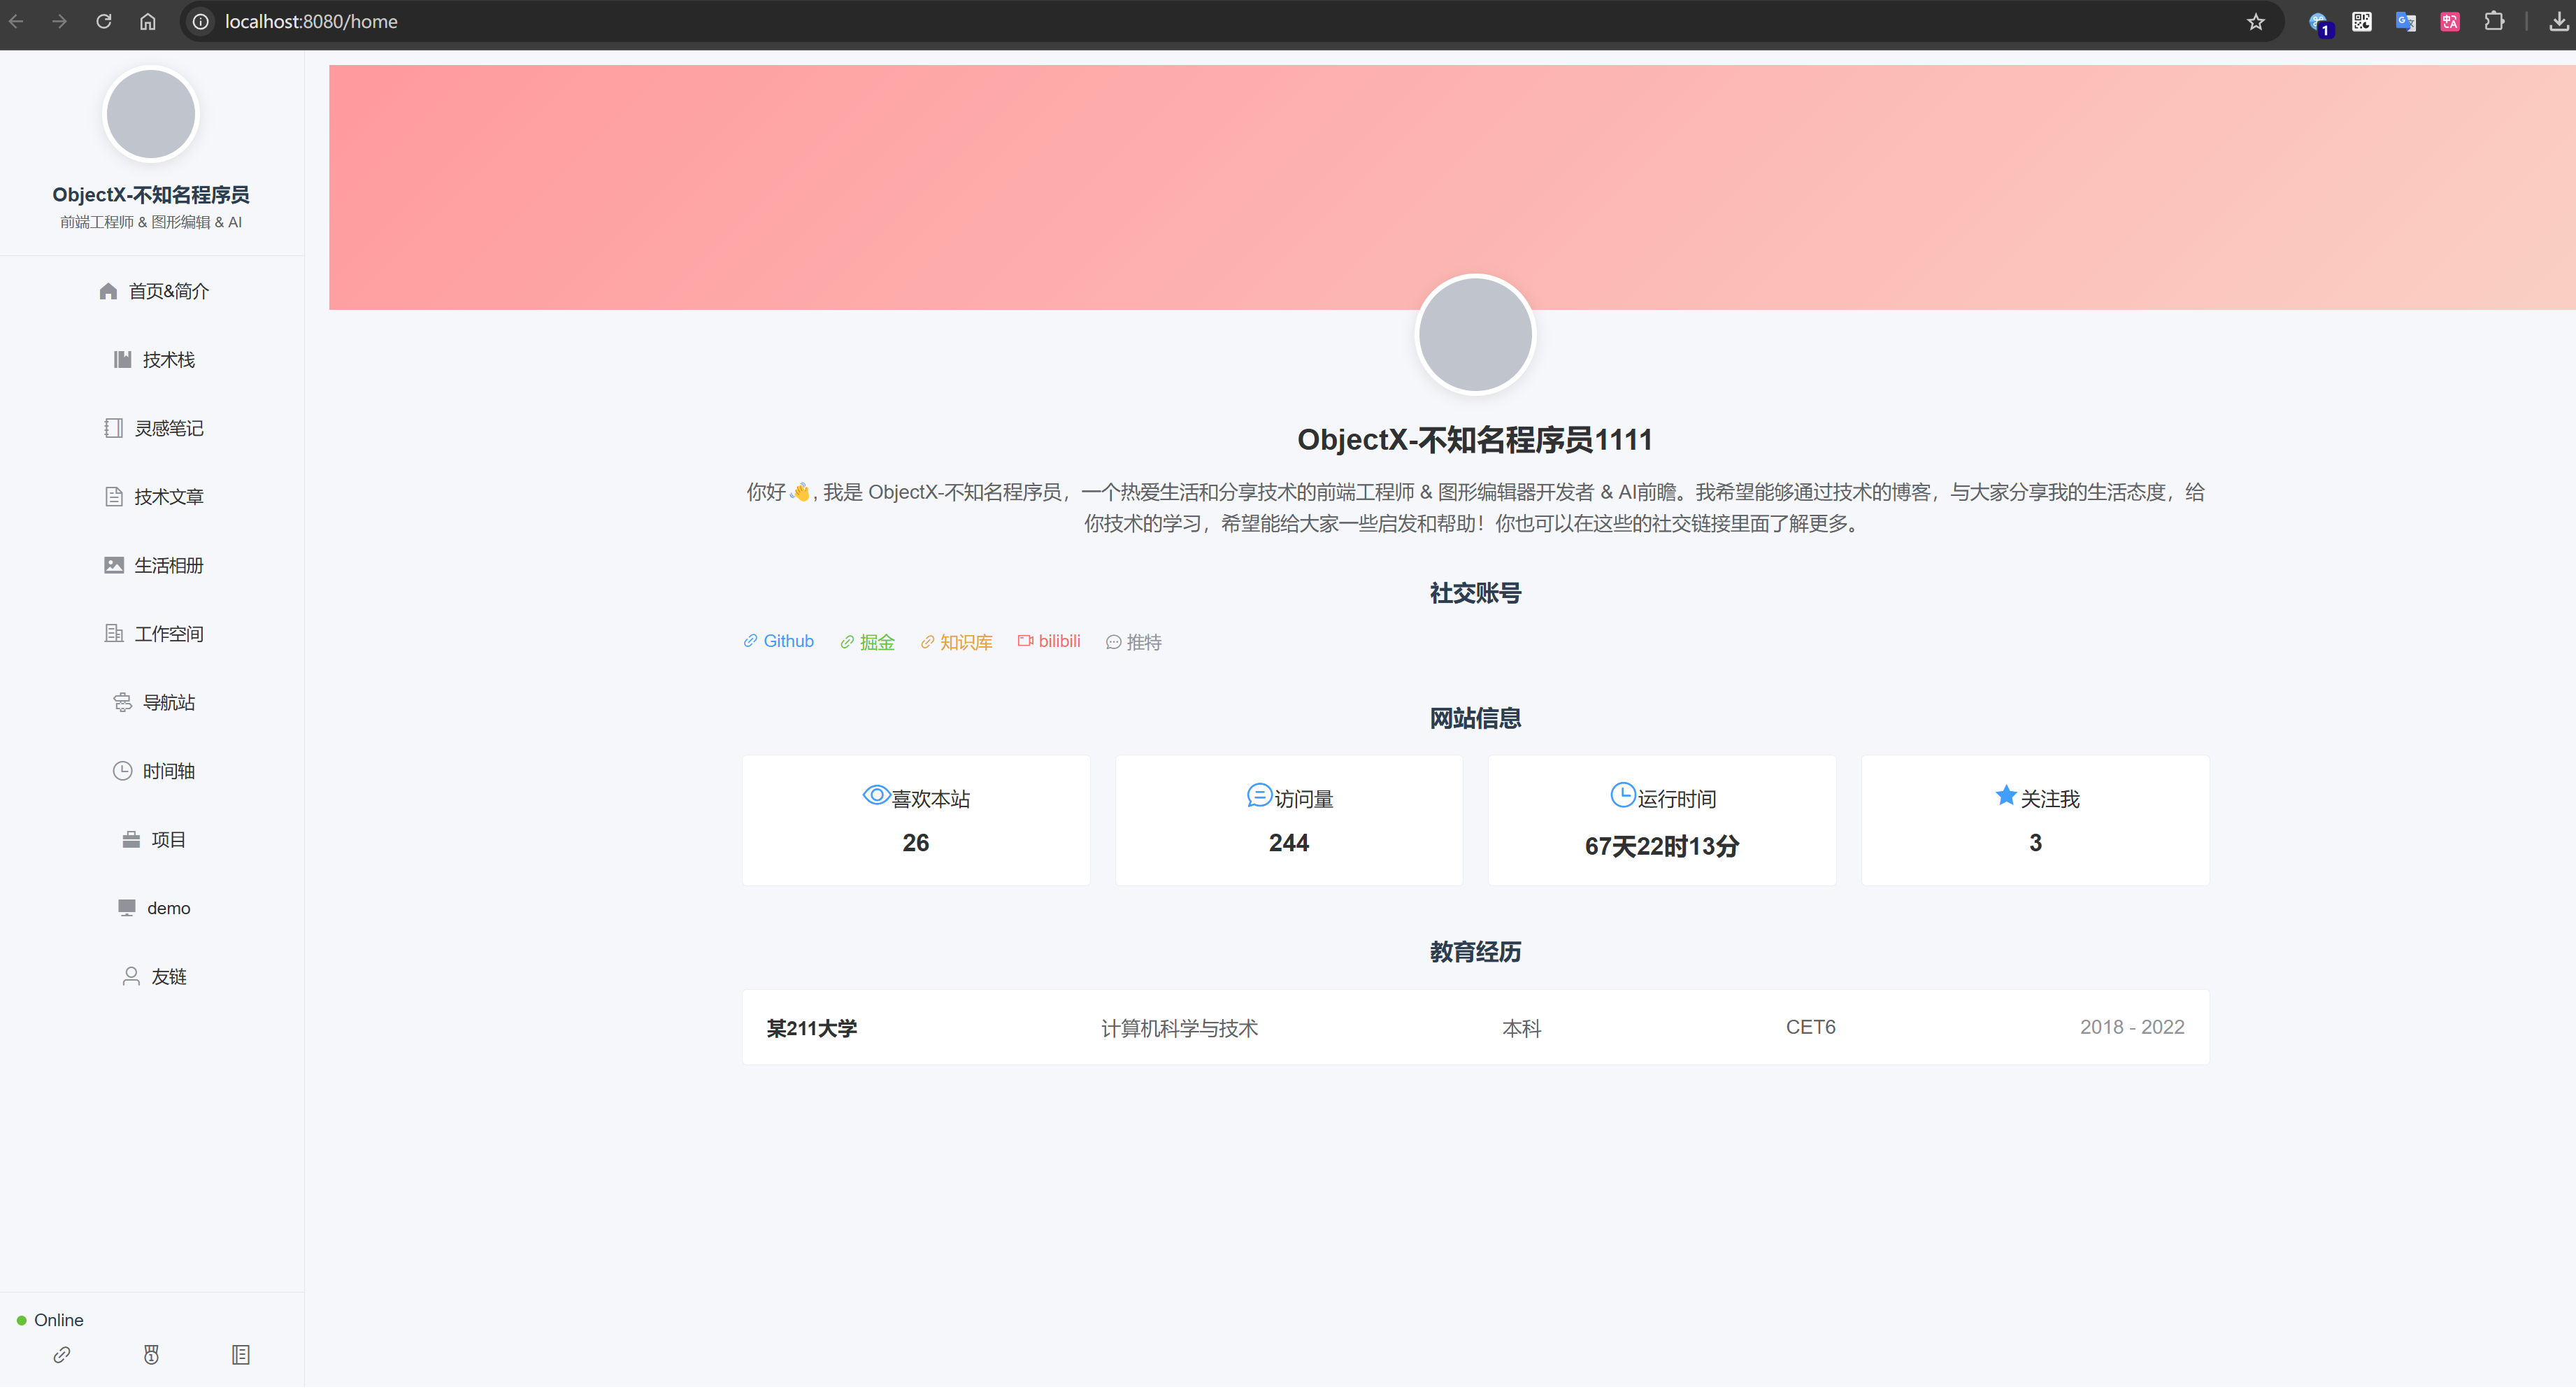 localhost:8080/home
1
ObjectX-不知名程序员
前端工程师 & 图形编辑 & AI
首页&简介
技术栈
灵感笔记
技术文章
生活相册
工作空间
导航站
时间轴
项目
demo
友链
Online
ObjectX-不知名程序员1111
你好👋, 我是 ObjectX-不知名程序员，一个热爱生活和分享技术的前端工程师 & 图形编辑器开发者 & AI前瞻。我希望能够通过技术的博客，与大家分享我的生活态度，给
你技术的学习，希望能给大家一些启发和帮助！你也可以在这些的社交链接里面了解更多。
社交账号
Github 掘金 知识库 bilibili 推特
网站信息
喜欢本站 访问量 运行时间 关注我
26 244 67天22时13分 3
教育经历
某211大学 计算机科学与技术 本科 CET6 2018 - 2022